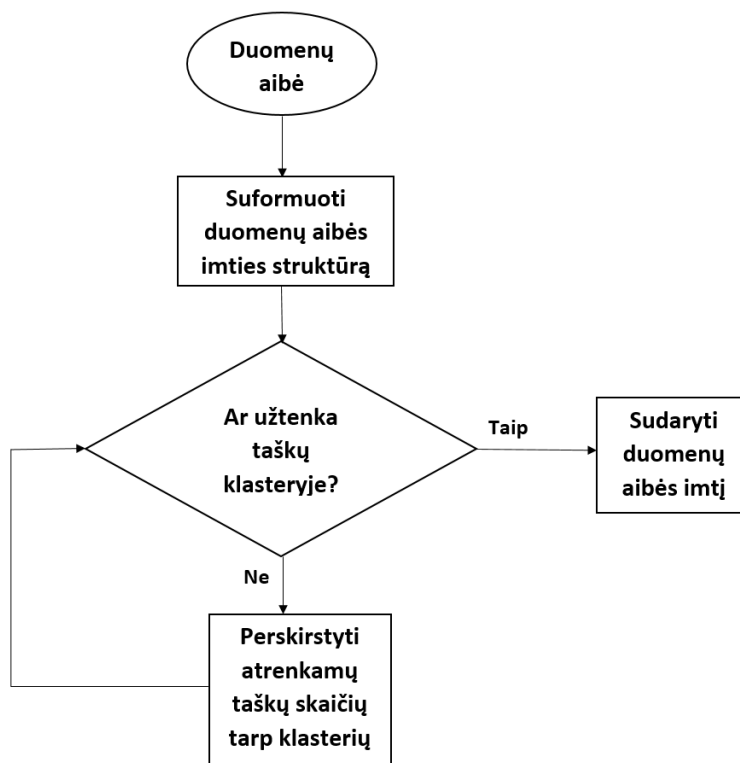 Duomenų
aibė
Suformuoti
duomenų aibės
imties struktūrą
Ar užtenka
taškų
klasteryje?
Taip
Sudaryti
duomenų
aibės imtį
Ne
Perskirstyti
atrenkamų
taškų skaičių
tarp klasterių